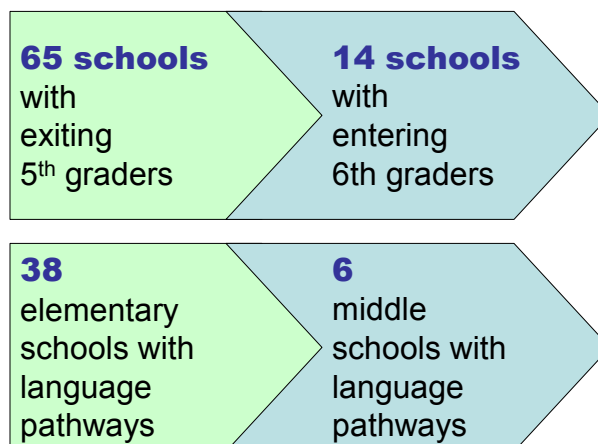 65 schools
with
exiting
5th graders
14 schools
with
entering
6th graders
38
elementary
schools with
language
pathways
6
middle
schools with
language
pathways